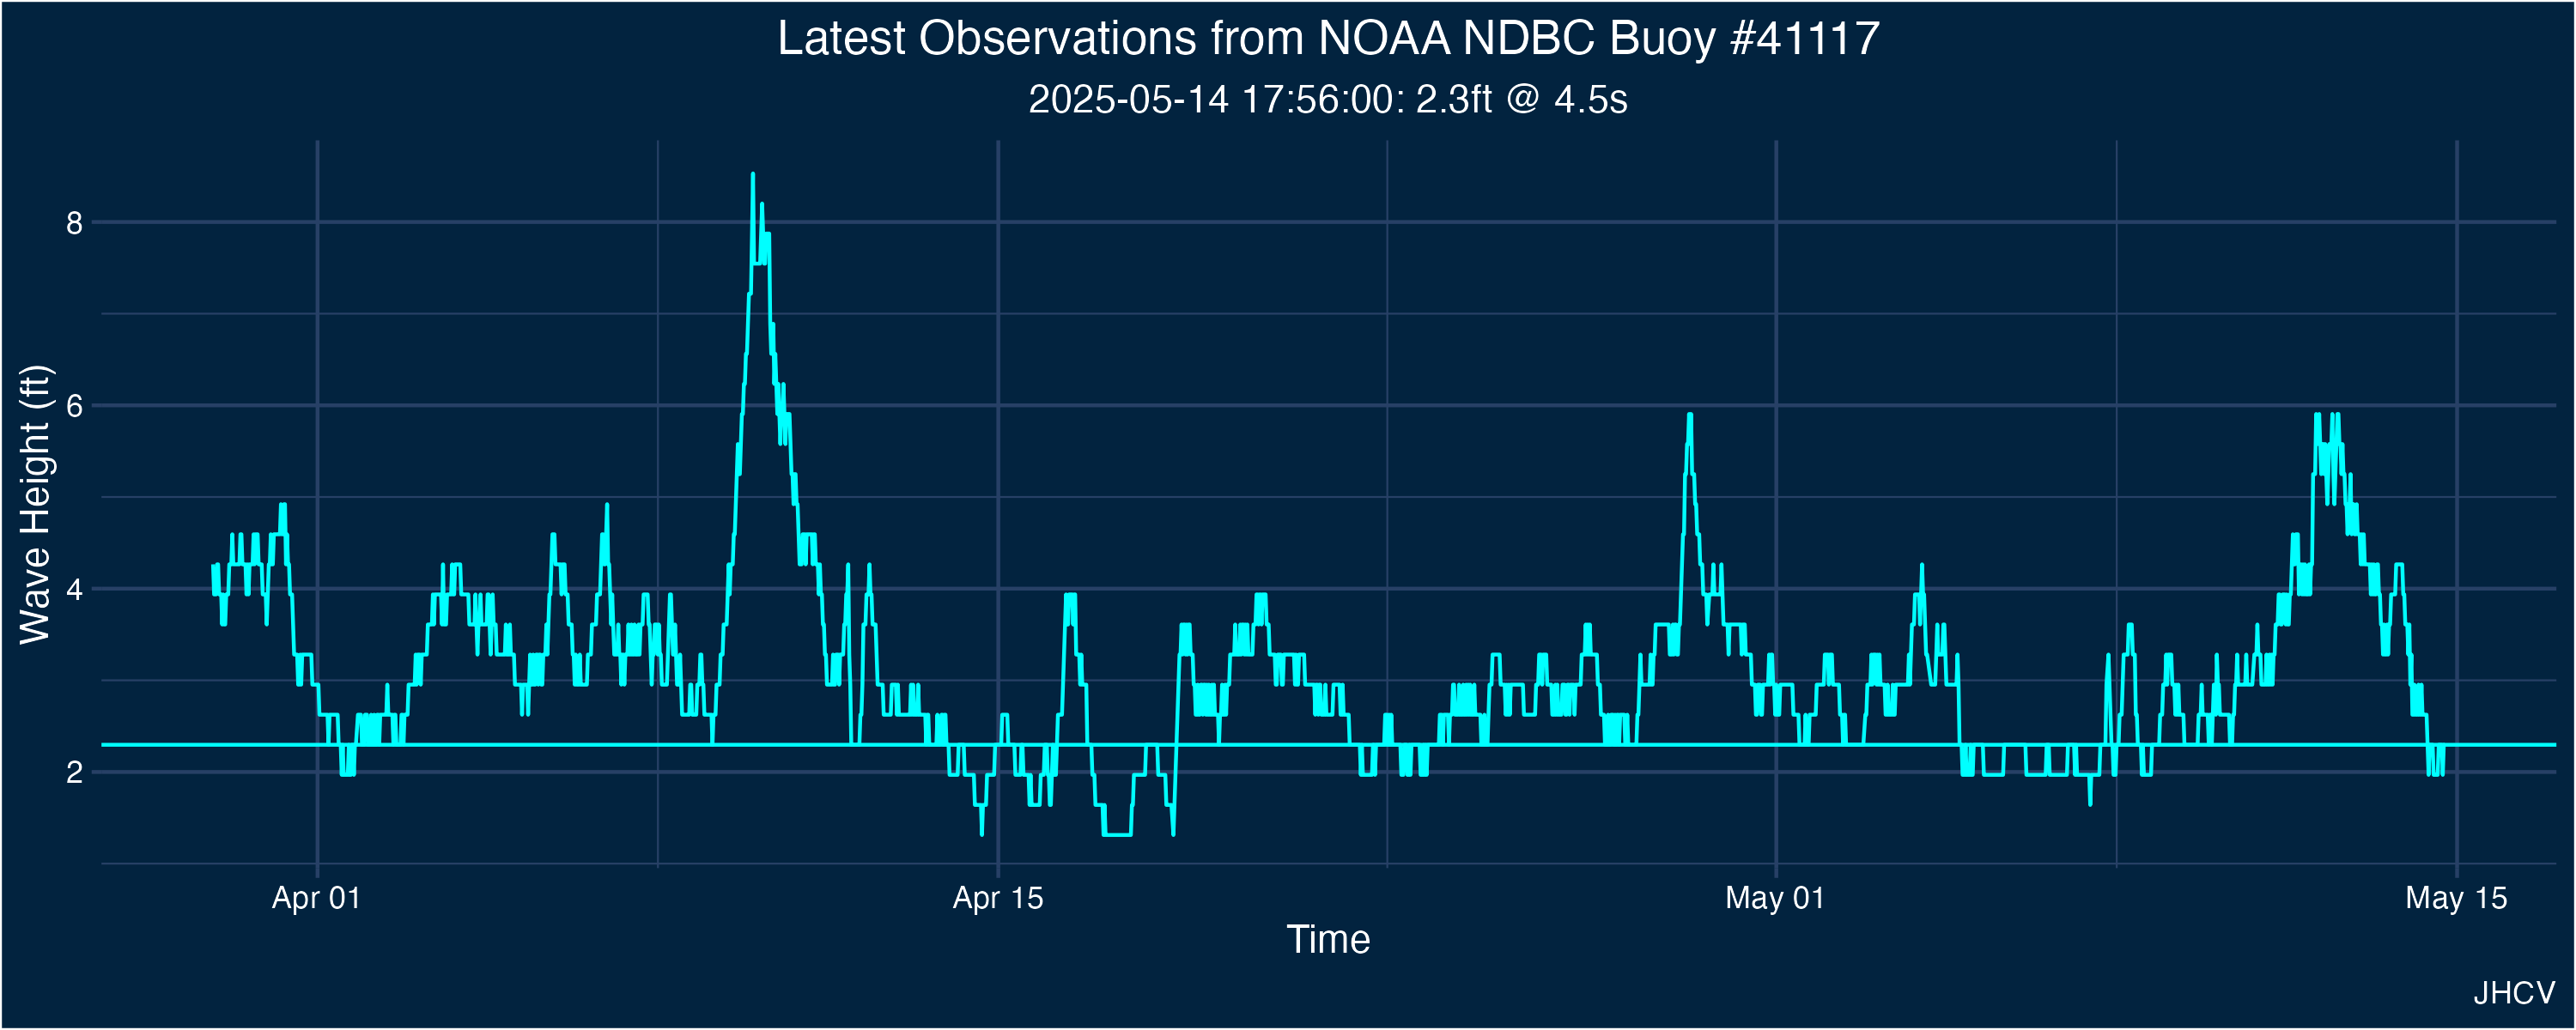 Latest Observations from NOAA NDBC Buoy #41117
2025-05-14 17:56:00: 2.3ft @ 4.5s
Wave Height (ft)
8
6
4
2
Apr 01
Apr 15
May 01
May 15
Time
JHCV